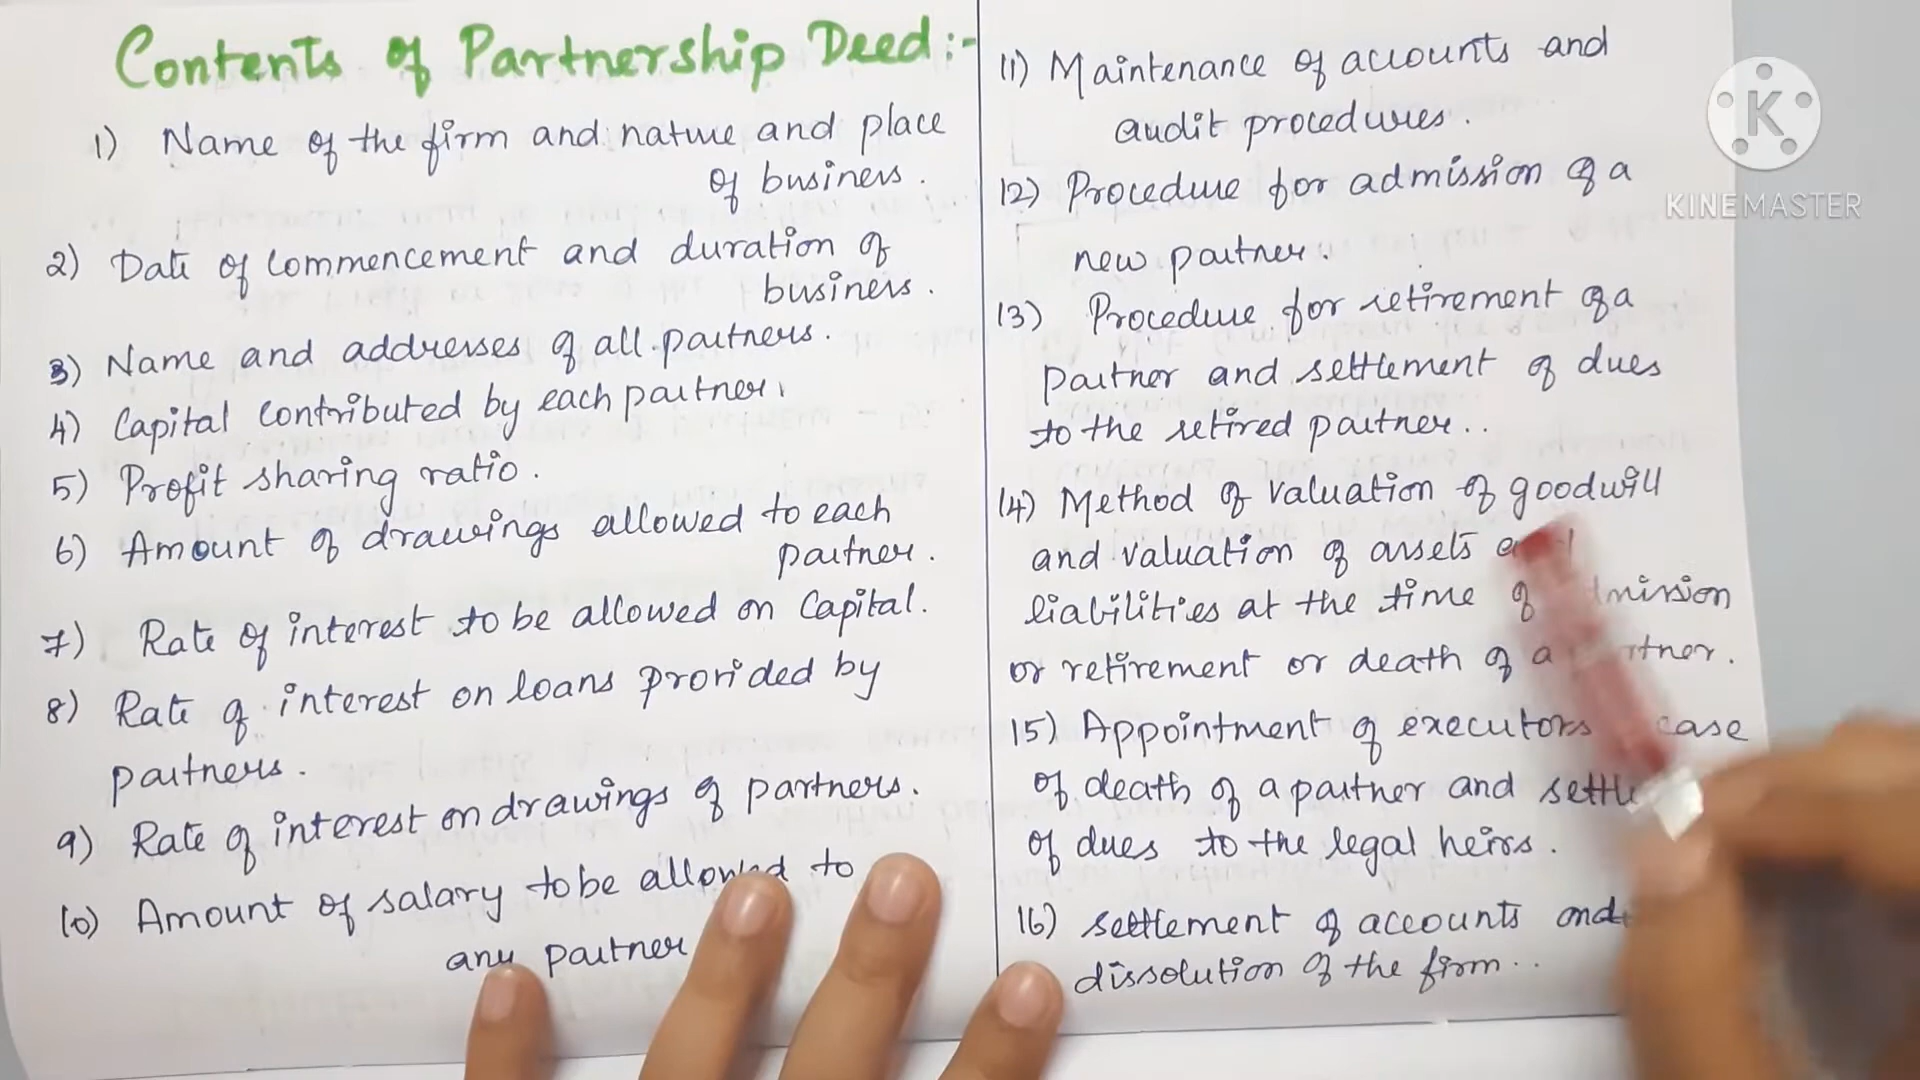 Contents of Partnership Deed:-
1) Name of the firm and nature and place
of business.
2) Date of commencement and duration of
business.
3) Name and addresses of all partners.
4) Capital contributed by each partner.
5) Profit sharing ratio.
6) Amount of drawings allowed to each
partner.
7) Rate of interest to be allowed on Capital.
8) Rate of interest on loans provided by
partners.
9) Rate of interest on drawings of partners.
10) Amount of salary to be allowed to
any partner
11) Maintenance of accounts and
audit procedures.
12) Procedure for admission of a
new partner.
13) Procedure for retirement of a
partner and settlement of dues
to the retired partner..
14) Method of valuation of goodwill
and valuation of assets
liabilities at the time of
or retirement or death of a
15) Appointment of executors case
of death of a partner and
of dues to the legal heirs.
16) settlement of accounts and
dissolution of the firm..
K
KINEMASTER